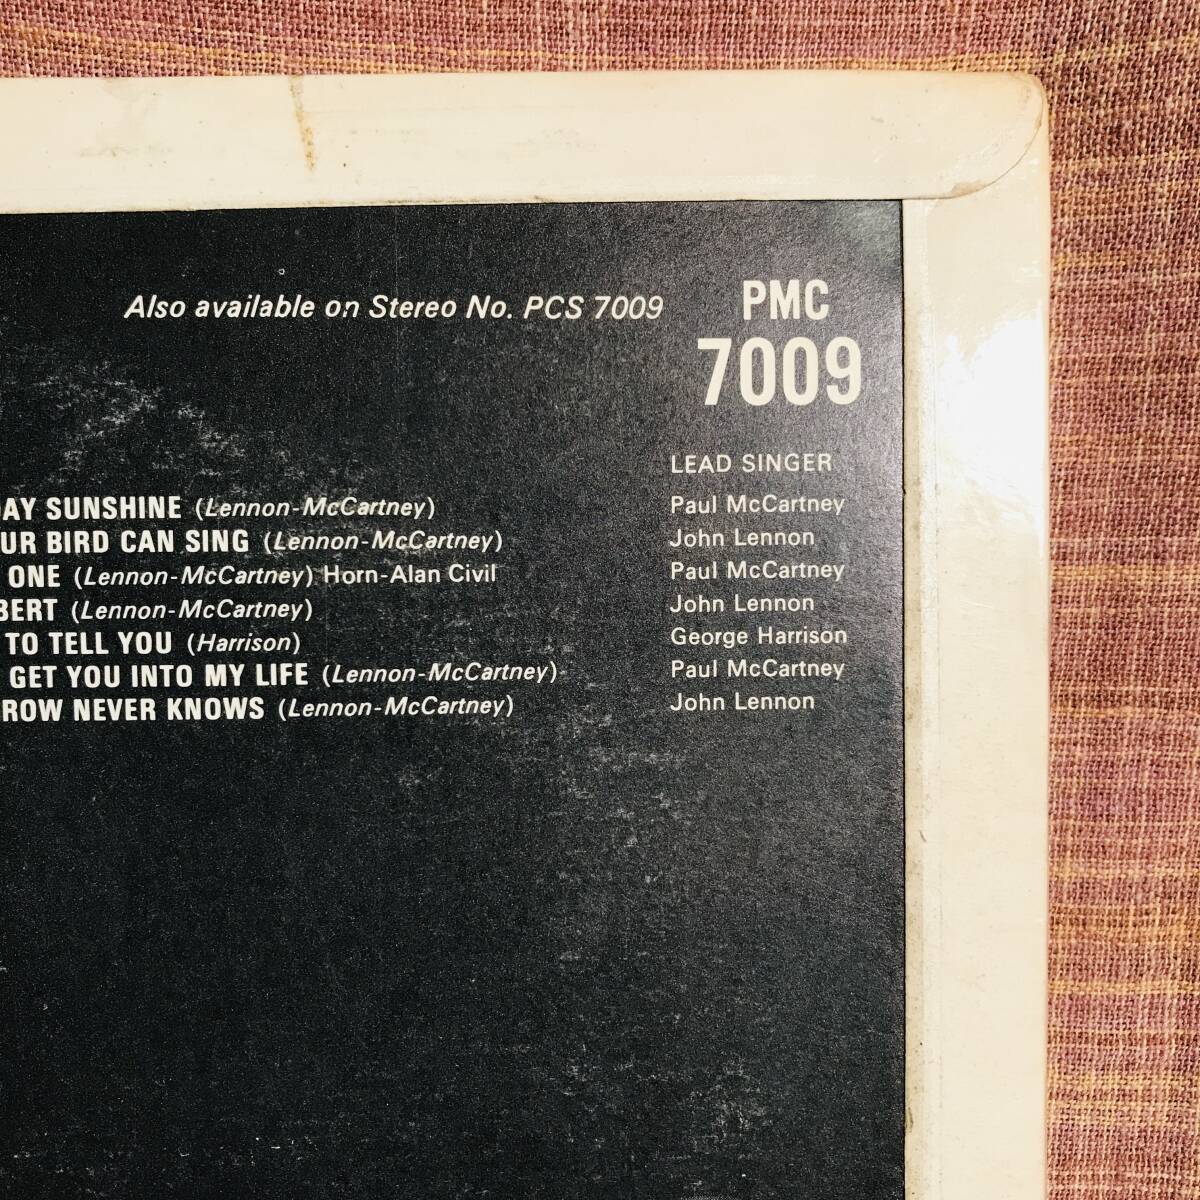 Also available on Stereo No. PCS 7009
PMC
7009
LEAD SINGER
DAY SUNSHINE (Lennon-McCartney) Paul McCartney
UR BIRD CAN SING (Lennon-McCartney) John Lennon
ONE (Lennon-McCartney) Horn-Alan Civil Paul McCartney
BERT (Lennon-McCartney) John Lennon
TO TELL YOU (Harrison) George Harrison
GET YOU INTO MY LIFE (Lennon-McCartney) Paul McCartney
ROW NEVER KNOWS (Lennon-McCartney) John Lennon